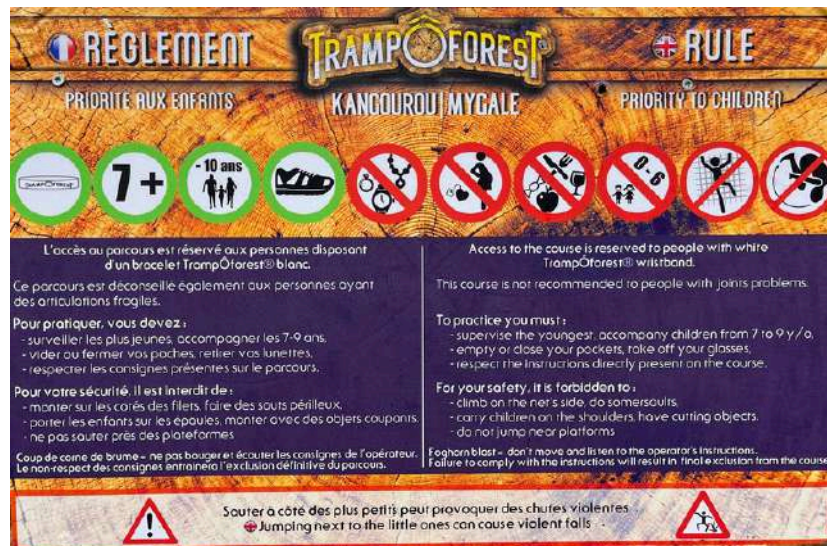 RÈGLEMENT
TRAMPÔFOREST
RULE
PRIORITÉ AUX ENFANTS
KANGOUROU | MYGALE
PRIORITY TO CHILDREN
TRAMPÔFOREST
7+
- 10 ans
0-6
L'accès au parcours est réservé aux personnes disposant
d'un bracelet TrampÔforest® blanc.
Ce parcours est déconseillé également aux personnes ayant
des articulations fragiles.
Pour pratiquer, vous devez :
- surveiller les plus jeunes, accompagner les 7-9 ans,
- vider ou fermer vos poches, retirer vos lunettes,
- respecter les consignes présentes sur le parcours.
Pour votre sécurité, il est interdit de :
- monter sur les cotés des filets, faire des sauts périlleux,
- porter les enfants sur les épaules, monter avec des objets coupants.
- ne pas sauter près des plateformes
Coup de corne de brume = ne pas bouger et écouter les consignes de l'opérateur.
Le non-respect des consignes entrainera l'exclusion définitive du parcours.
Access to the course is reserved to people with white
TrampÔforest® wristband.
This course is not recommended to people with joints problems.
To practice you must :
- supervise the youngest, accompany children from 7 to 9 y/o,
- empty or close your pockets, take off your glasses,
- respect the instructions directly present on the course.
For your safety, it is forbidden to :
- climb on the net's side, do somersaults,
- carry children on the shoulders, have cutting objects.
- do not jump near platforms
Foghorn blast = don't move and listen to the operator's instructions.
Failure to comply with the instructions will result in final exclusion from the course
Sauter à côté des plus petits peut provoquer des chutes violentes
Jumping next to the little ones can cause violent falls